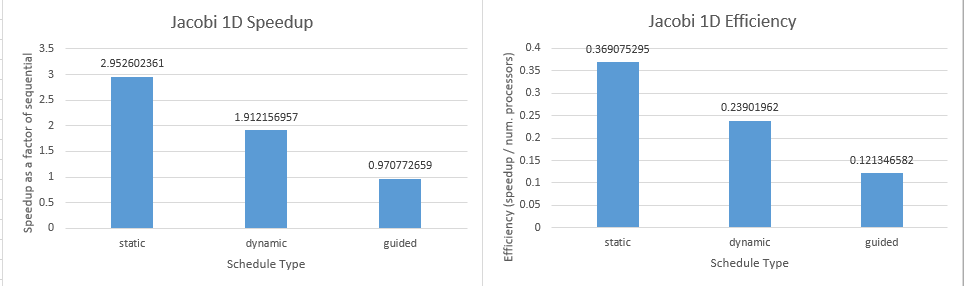 Jacobi 1D Speedup
Speedup as a factor of sequential
3.5
3
2.5
2
1.5
1
0.5
0
2.952602361
1.912156957
0.970772659
static
dynamic
guided
Schedule Type
Jacobi 1D Efficiency
Efficiency (speedup / num. processors)
0.4
0.35
0.3
0.25
0.2
0.15
0.1
0.05
0
0.369075295
0.23901962
0.121346582
static
dynamic
guided
Schedule Type